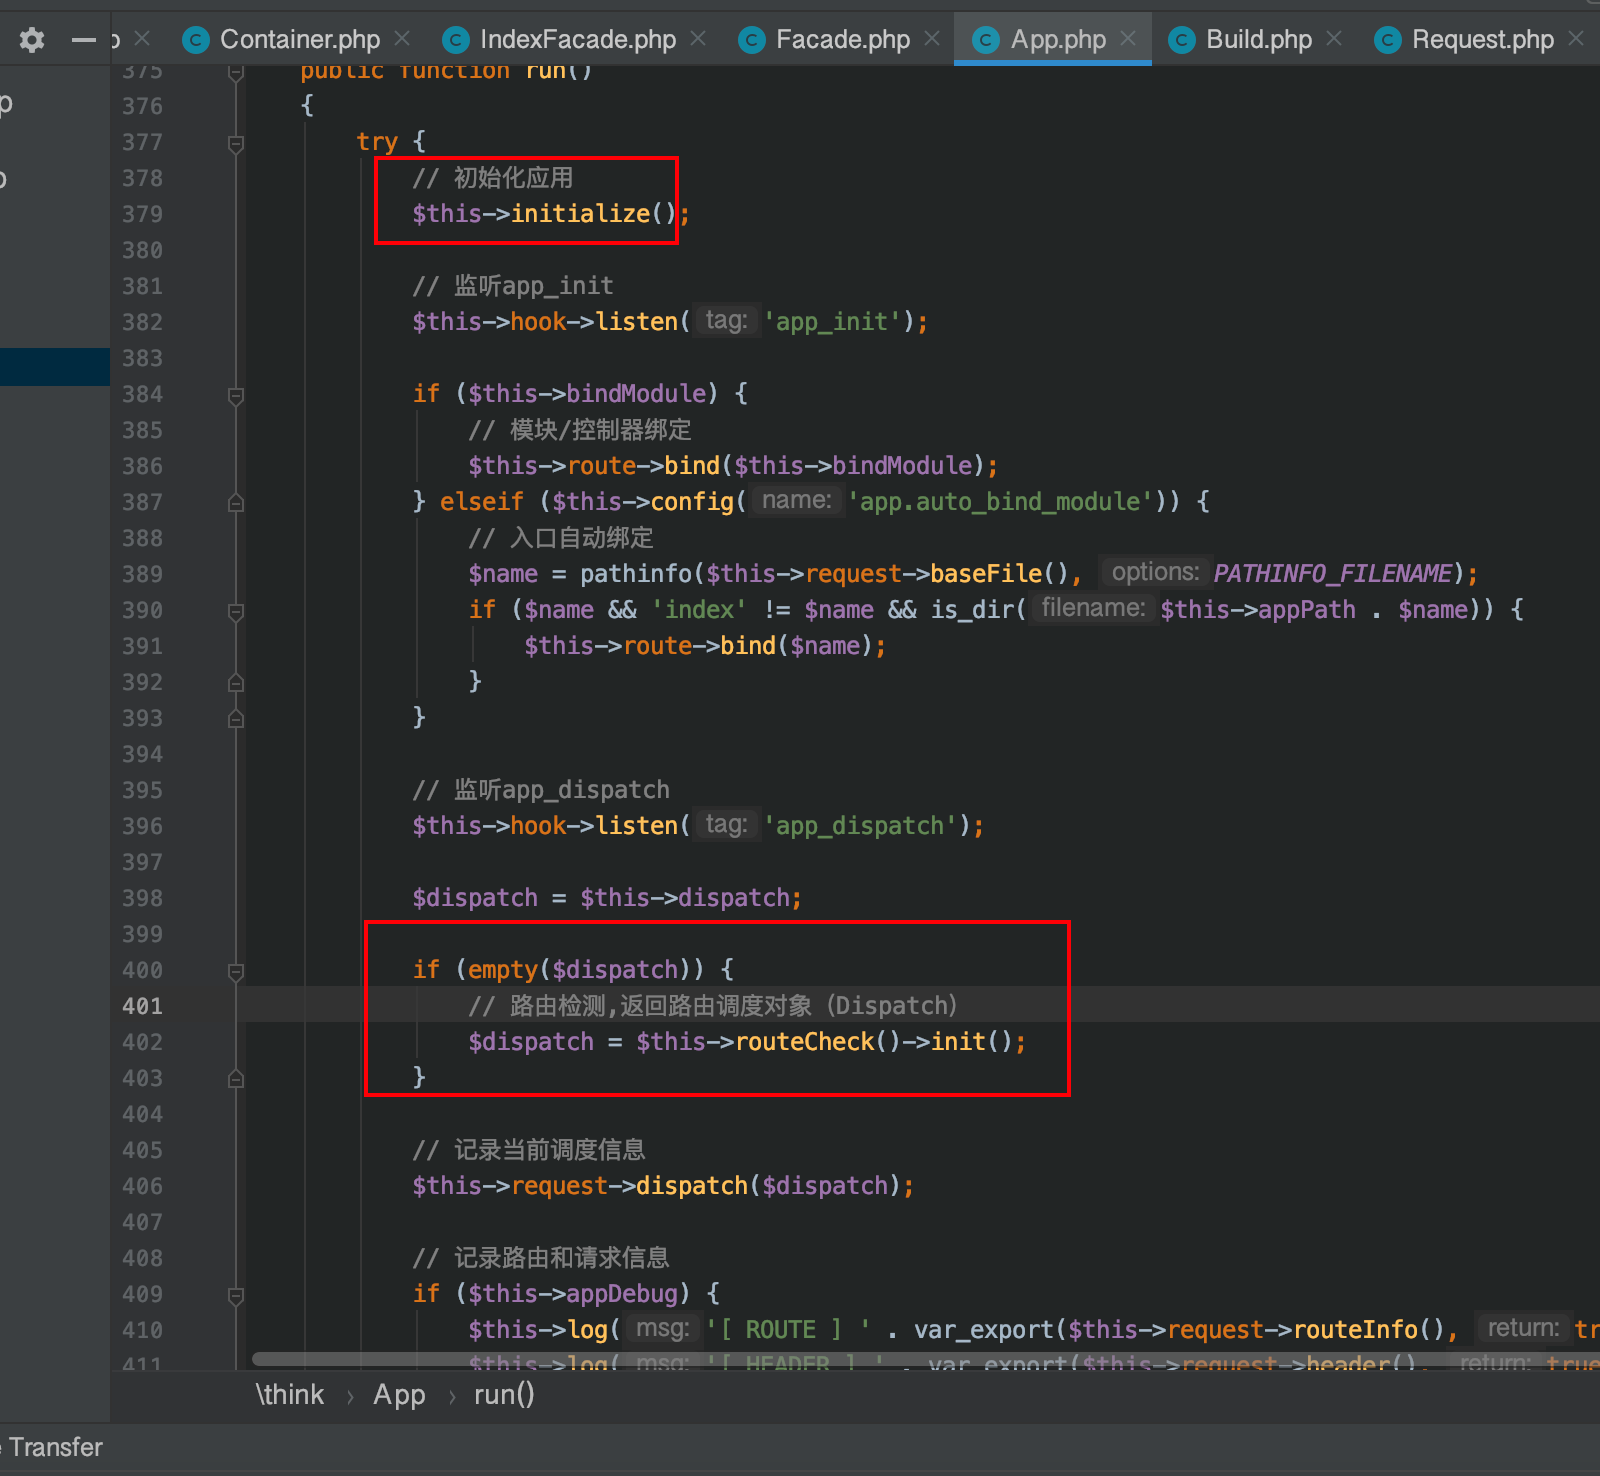 Container.php IndexFacade.php Facade.php App.php Build.php Request.php
375 public function run()
376 {
377 try {
378 // 初始化应用
379 $this->initialize();
380
381 // 监听app_init
382 $this->hook->listen( tag: 'app_init');
383
384 if ($this->bindModule) {
385 // 模块/控制器绑定
386 $this->route->bind($this->bindModule);
387 } elseif ($this->config( name: 'app.auto_bind_module')) {
388 // 入口自动绑定
389 $name = pathinfo($this->request->baseFile(), options: PATHINFO_FILENAME);
390 if ($name && 'index' != $name && is_dir( filename: $this->appPath . $name)) {
391 $this->route->bind($name);
392 }
393 }
394
395 // 监听app_dispatch
396 $this->hook->listen( tag: 'app_dispatch');
397
398 $dispatch = $this->dispatch;
399
400 if (empty($dispatch)) {
401 // 路由检测,返回路由调度对象（Dispatch）
402 $dispatch = $this->routeCheck()->init();
403 }
404
405 // 记录当前调度信息
406 $this->request->dispatch($dispatch);
407
408 // 记录路由和请求信息
409 if ($this->appDebug) {
410 $this->log( msg: '[ ROUTE ] ' . var_export($this->request->routeInfo(), return: tr
411 $this->log( msg: '[ HEADER ] ' . var_export($this->request->header(), return: true
\think › App › run()
Transfer